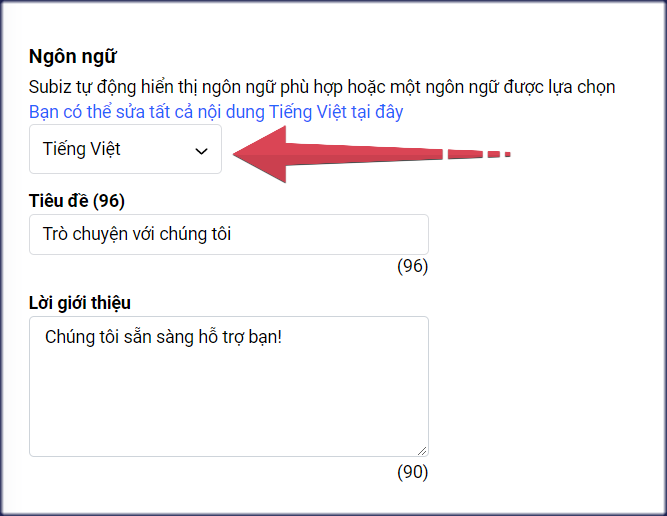 Ngôn ngữ
Subiz tự động hiển thị ngôn ngữ phù hợp hoặc một ngôn ngữ được lựa chọn
Bạn có thể sửa tất cả nội dung Tiếng Việt tại đây
Tiếng Việt
Tiêu đề (96)
Trò chuyện với chúng tôi
(96)
Lời giới thiệu
Chúng tôi sẵn sàng hỗ trợ bạn!
(90)